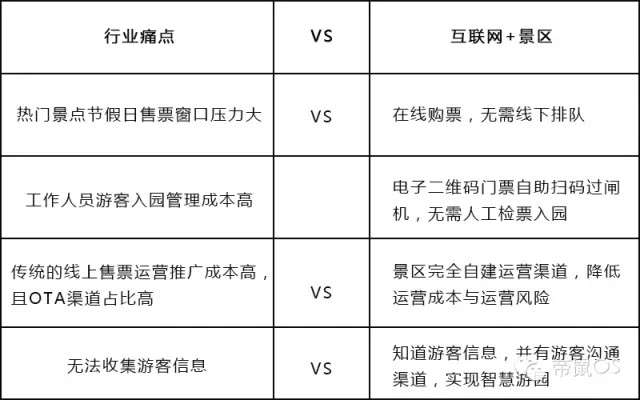 行业痛点 VS 互联网+景区
热门景点节假日售票窗口压力大 VS 在线购票，无需线下排队
工作人员游客入园管理成本高
电子二维码门票自助扫码过闸
机，无需人工检票入园
传统的线上售票运营推广成本高，
且OTA渠道占比高
VS
景区完全自建运营渠道，降低
运营成本与运营风险
无法收集游客信息
VS
知道游客信息，并有游客沟通
渠道，实现智慧游园
帝鼠OS